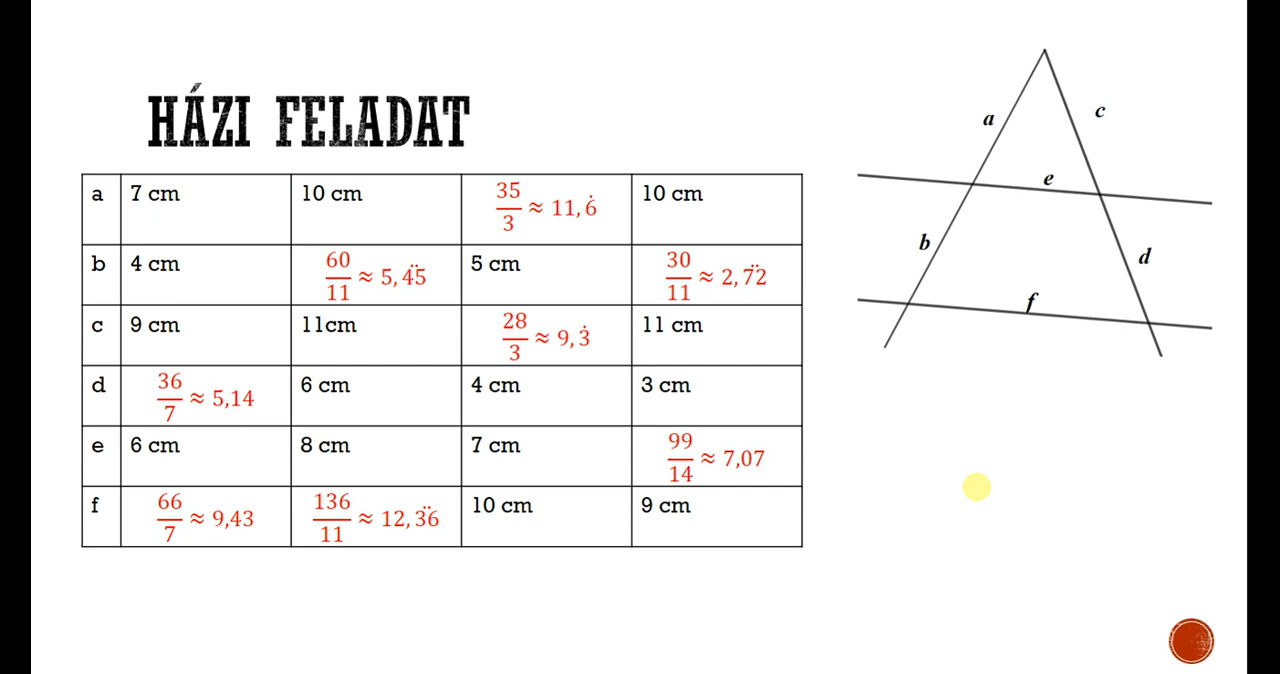 HÁZI FELADAT
a 7 cm 10 cm 35/3 ≈ 11,6̇ 10 cm
b 4 cm 60/11 ≈ 5,4̇5̇ 5 cm 30/11 ≈ 2,7̇2̇
c 9 cm 11cm 28/3 ≈ 9,3̇ 11 cm
d 36/7 ≈ 5,14 6 cm 4 cm 3 cm
e 6 cm 8 cm 7 cm 99/14 ≈ 7,07
f 66/7 ≈ 9,43 136/11 ≈ 12,3̇6̇ 10 cm 9 cm
a
c
e
b
d
f